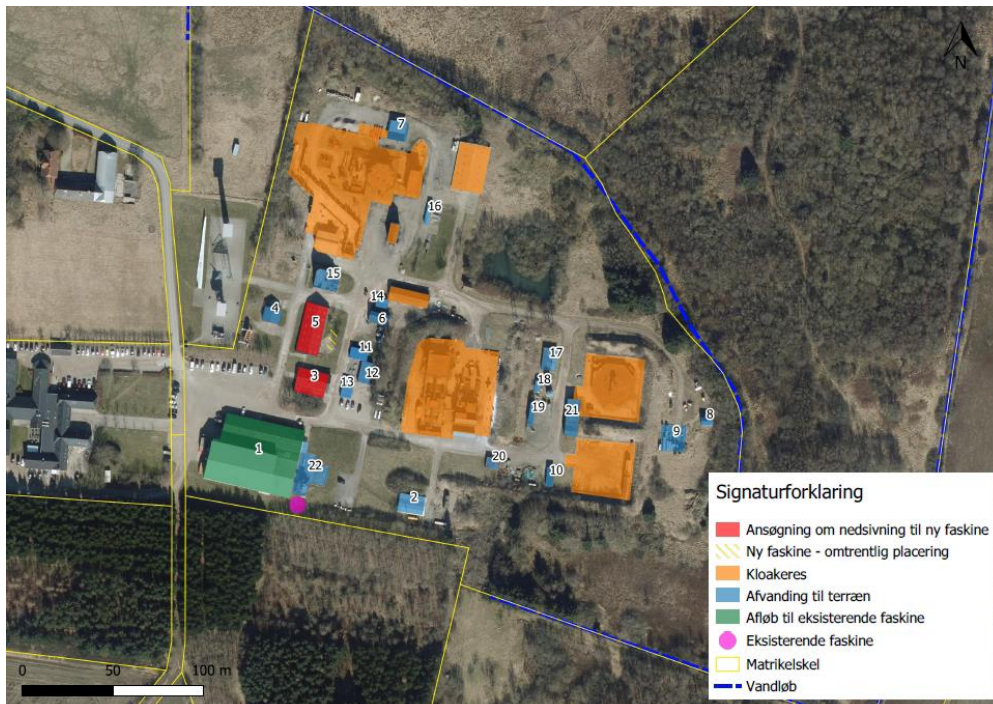 N
7
16
15
4
14
6
5
11
3
13
12
17
18
19
21
8
9
1
22
20
10
2
Signaturforklaring
Ansøgning om nedsivning til ny faskine
Ny faskine - omtrentlig placering
Kloakeres
Afvanding til terræn
Afløb til eksisterende faskine
Eksisterende faskine
Matrikelskel
Vandløb
0 50 100 m